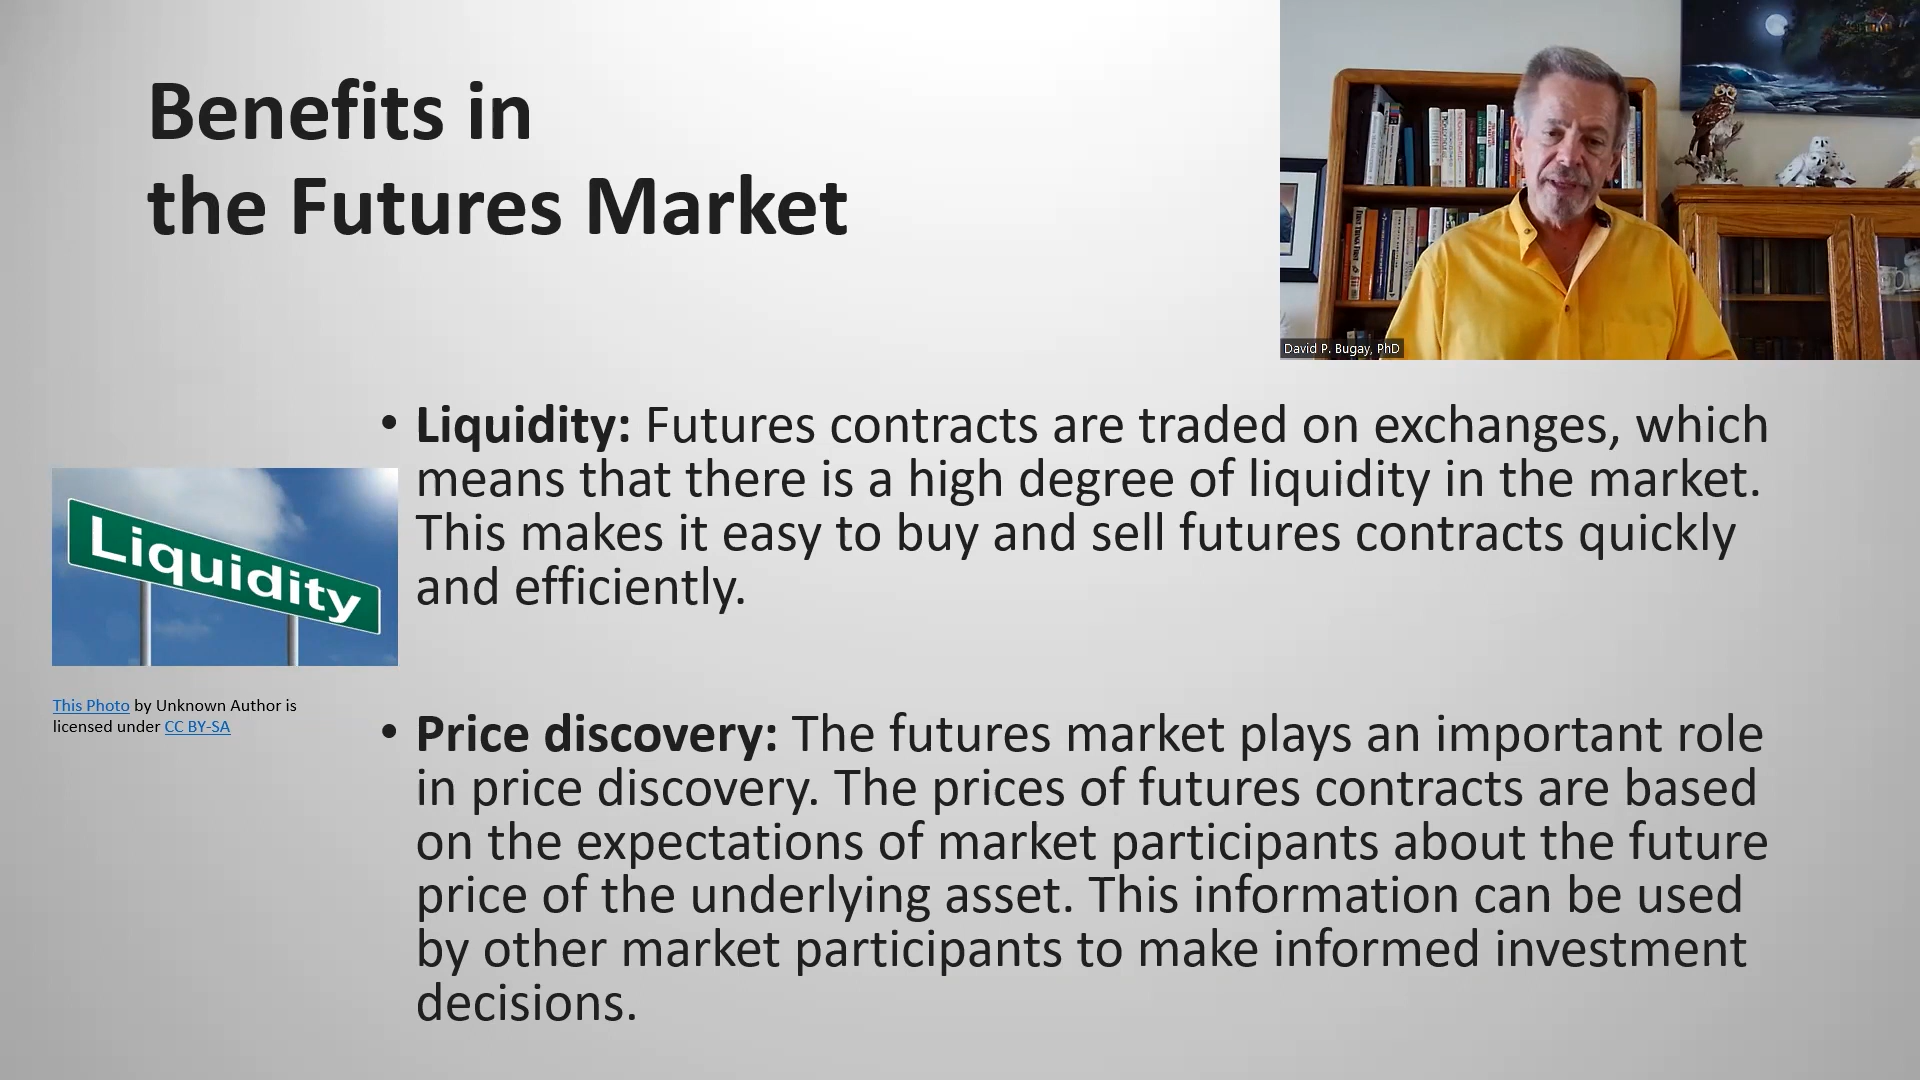 Benefits in
the Futures Market
David P. Bugay, PhD
• Liquidity: Futures contracts are traded on exchanges, which
means that there is a high degree of liquidity in the market.
This makes it easy to buy and sell futures contracts quickly
and efficiently.
Liquidity
This Photo by Unknown Author is
licensed under CC BY-SA
• Price discovery: The futures market plays an important role
in price discovery. The prices of futures contracts are based
on the expectations of market participants about the future
price of the underlying asset. This information can be used
by other market participants to make informed investment
decisions.